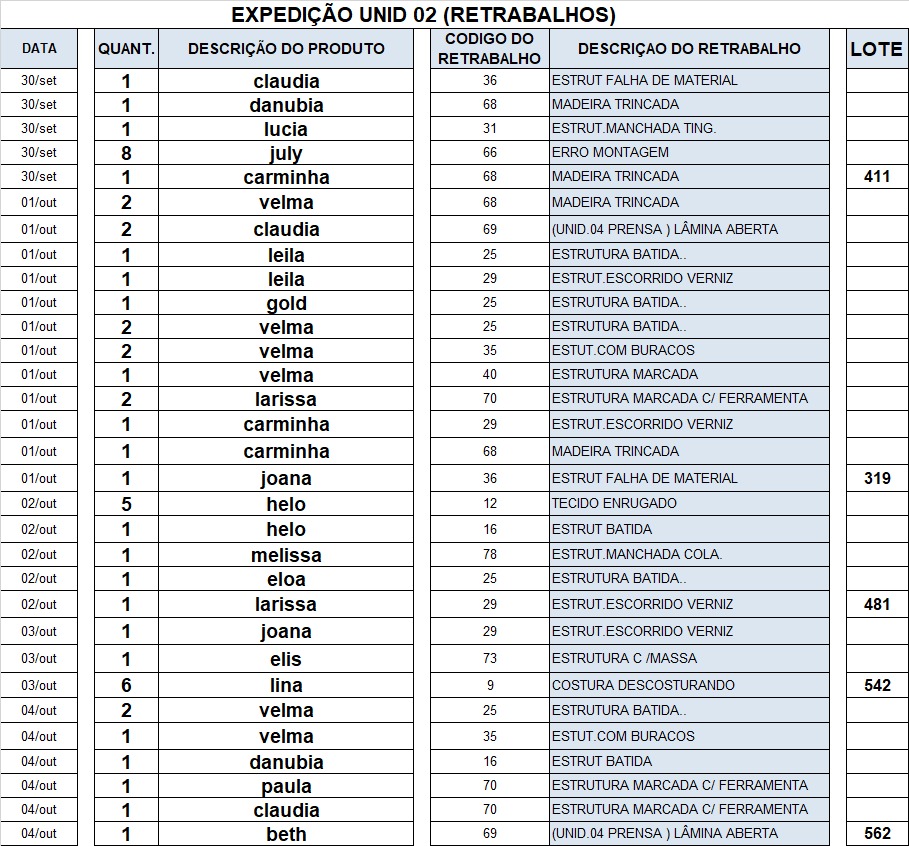 EXPEDIÇÃO UNID 02 (RETRABALHOS)
DATA QUANT. DESCRIÇÃO DO PRODUTO CODIGO DO RETRABALHO DESCRIÇAO DO RETRABALHO LOTE
30/set 1 claudia 36 ESTRUT FALHA DE MATERIAL
30/set 1 danubia 68 MADEIRA TRINCADA
30/set 1 lucia 31 ESTRUT.MANCHADA TING.
30/set 8 july 66 ERRO MONTAGEM
30/set 1 carminha 68 MADEIRA TRINCADA 411
01/out 2 velma 68 MADEIRA TRINCADA
01/out 2 claudia 69 (UNID.04 PRENSA ) LÂMINA ABERTA
01/out 1 leila 25 ESTRUTURA BATIDA..
01/out 1 leila 29 ESTRUT.ESCORRIDO VERNIZ
01/out 1 gold 25 ESTRUTURA BATIDA..
01/out 2 velma 25 ESTRUTURA BATIDA..
01/out 2 velma 35 ESTUT.COM BURACOS
01/out 1 velma 40 ESTRUTURA MARCADA
01/out 2 larissa 70 ESTRUTURA MARCADA C/ FERRAMENTA
01/out 1 carminha 29 ESTRUT.ESCORRIDO VERNIZ
01/out 1 carminha 68 MADEIRA TRINCADA
01/out 1 joana 36 ESTRUT FALHA DE MATERIAL 319
02/out 5 helo 12 TECIDO ENRUGADO
02/out 1 helo 16 ESTRUT BATIDA
02/out 1 melissa 78 ESTRUT.MANCHADA COLA.
02/out 1 eloa 25 ESTRUTURA BATIDA..
02/out 1 larissa 29 ESTRUT.ESCORRIDO VERNIZ 481
03/out 1 joana 29 ESTRUT.ESCORRIDO VERNIZ
03/out 1 elis 73 ESTRUTURA C /MASSA
03/out 6 lina 9 COSTURA DESCOSTURANDO 542
04/out 2 velma 25 ESTRUTURA BATIDA..
04/out 1 velma 35 ESTUT.COM BURACOS
04/out 1 danubia 16 ESTRUT BATIDA
04/out 1 paula 70 ESTRUTURA MARCADA C/ FERRAMENTA
04/out 1 claudia 70 ESTRUTURA MARCADA C/ FERRAMENTA
04/out 1 beth 69 (UNID.04 PRENSA ) LÂMINA ABERTA 562